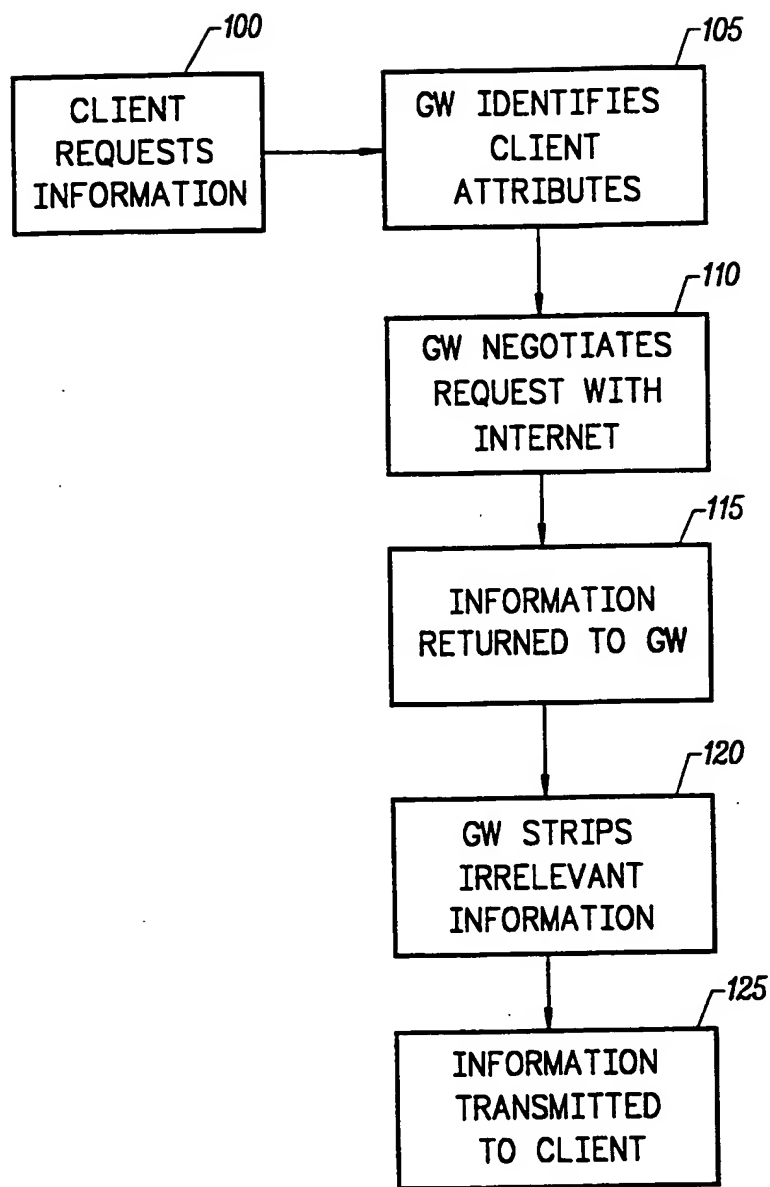 100
CLIENT
REQUESTS
INFORMATION
105
GW IDENTIFIES
CLIENT
ATTRIBUTES
110
GW NEGOTIATES
REQUEST WITH
INTERNET
115
INFORMATION
RETURNED TO GW
120
GW STRIPS
IRRELEVANT
INFORMATION
125
INFORMATION
TRANSMITTED
TO CLIENT